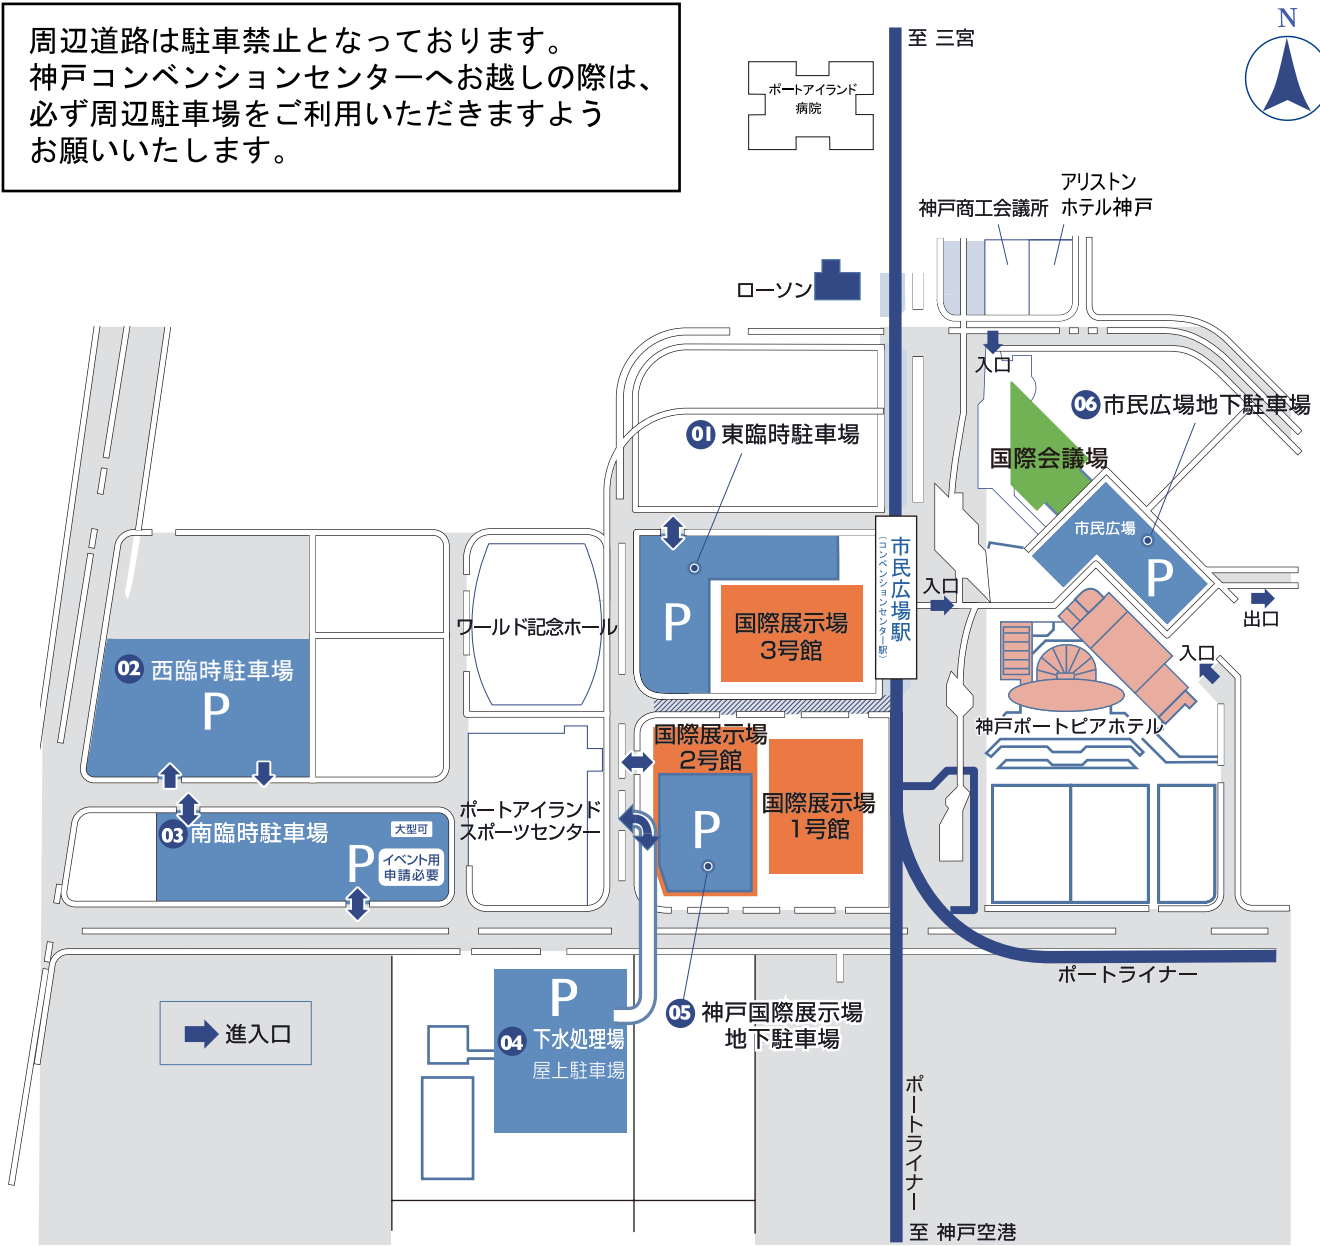 周辺道路は駐車禁止となっております。
神戸コンベンションセンターへお越しの際は、
必ず周辺駐車場をご利用いただきますよう
お願いいたします。
至 三宮
N
ポートアイランド
病院
アリストン
ホテル神戸
神戸商工会議所
ローソン
入口
06 市民広場地下駐車場
01 東臨時駐車場
国際会議場
市民広場
P
市民広場駅
(コンベンションセンター駅)
入口
出口
入口
ワールド記念ホール
P
国際展示場
3号館
02 西臨時駐車場
P
神戸ポートピアホテル
国際展示場
2号館
P
国際展示場
1号館
ポートアイランド
スポーツセンター
03 南臨時駐車場
大型可
P
イベント用
申請必要
ポートライナー
進入口
P
04 下水処理場
屋上駐車場
05 神戸国際展示場
地下駐車場
ポートライナー
至 神戸空港